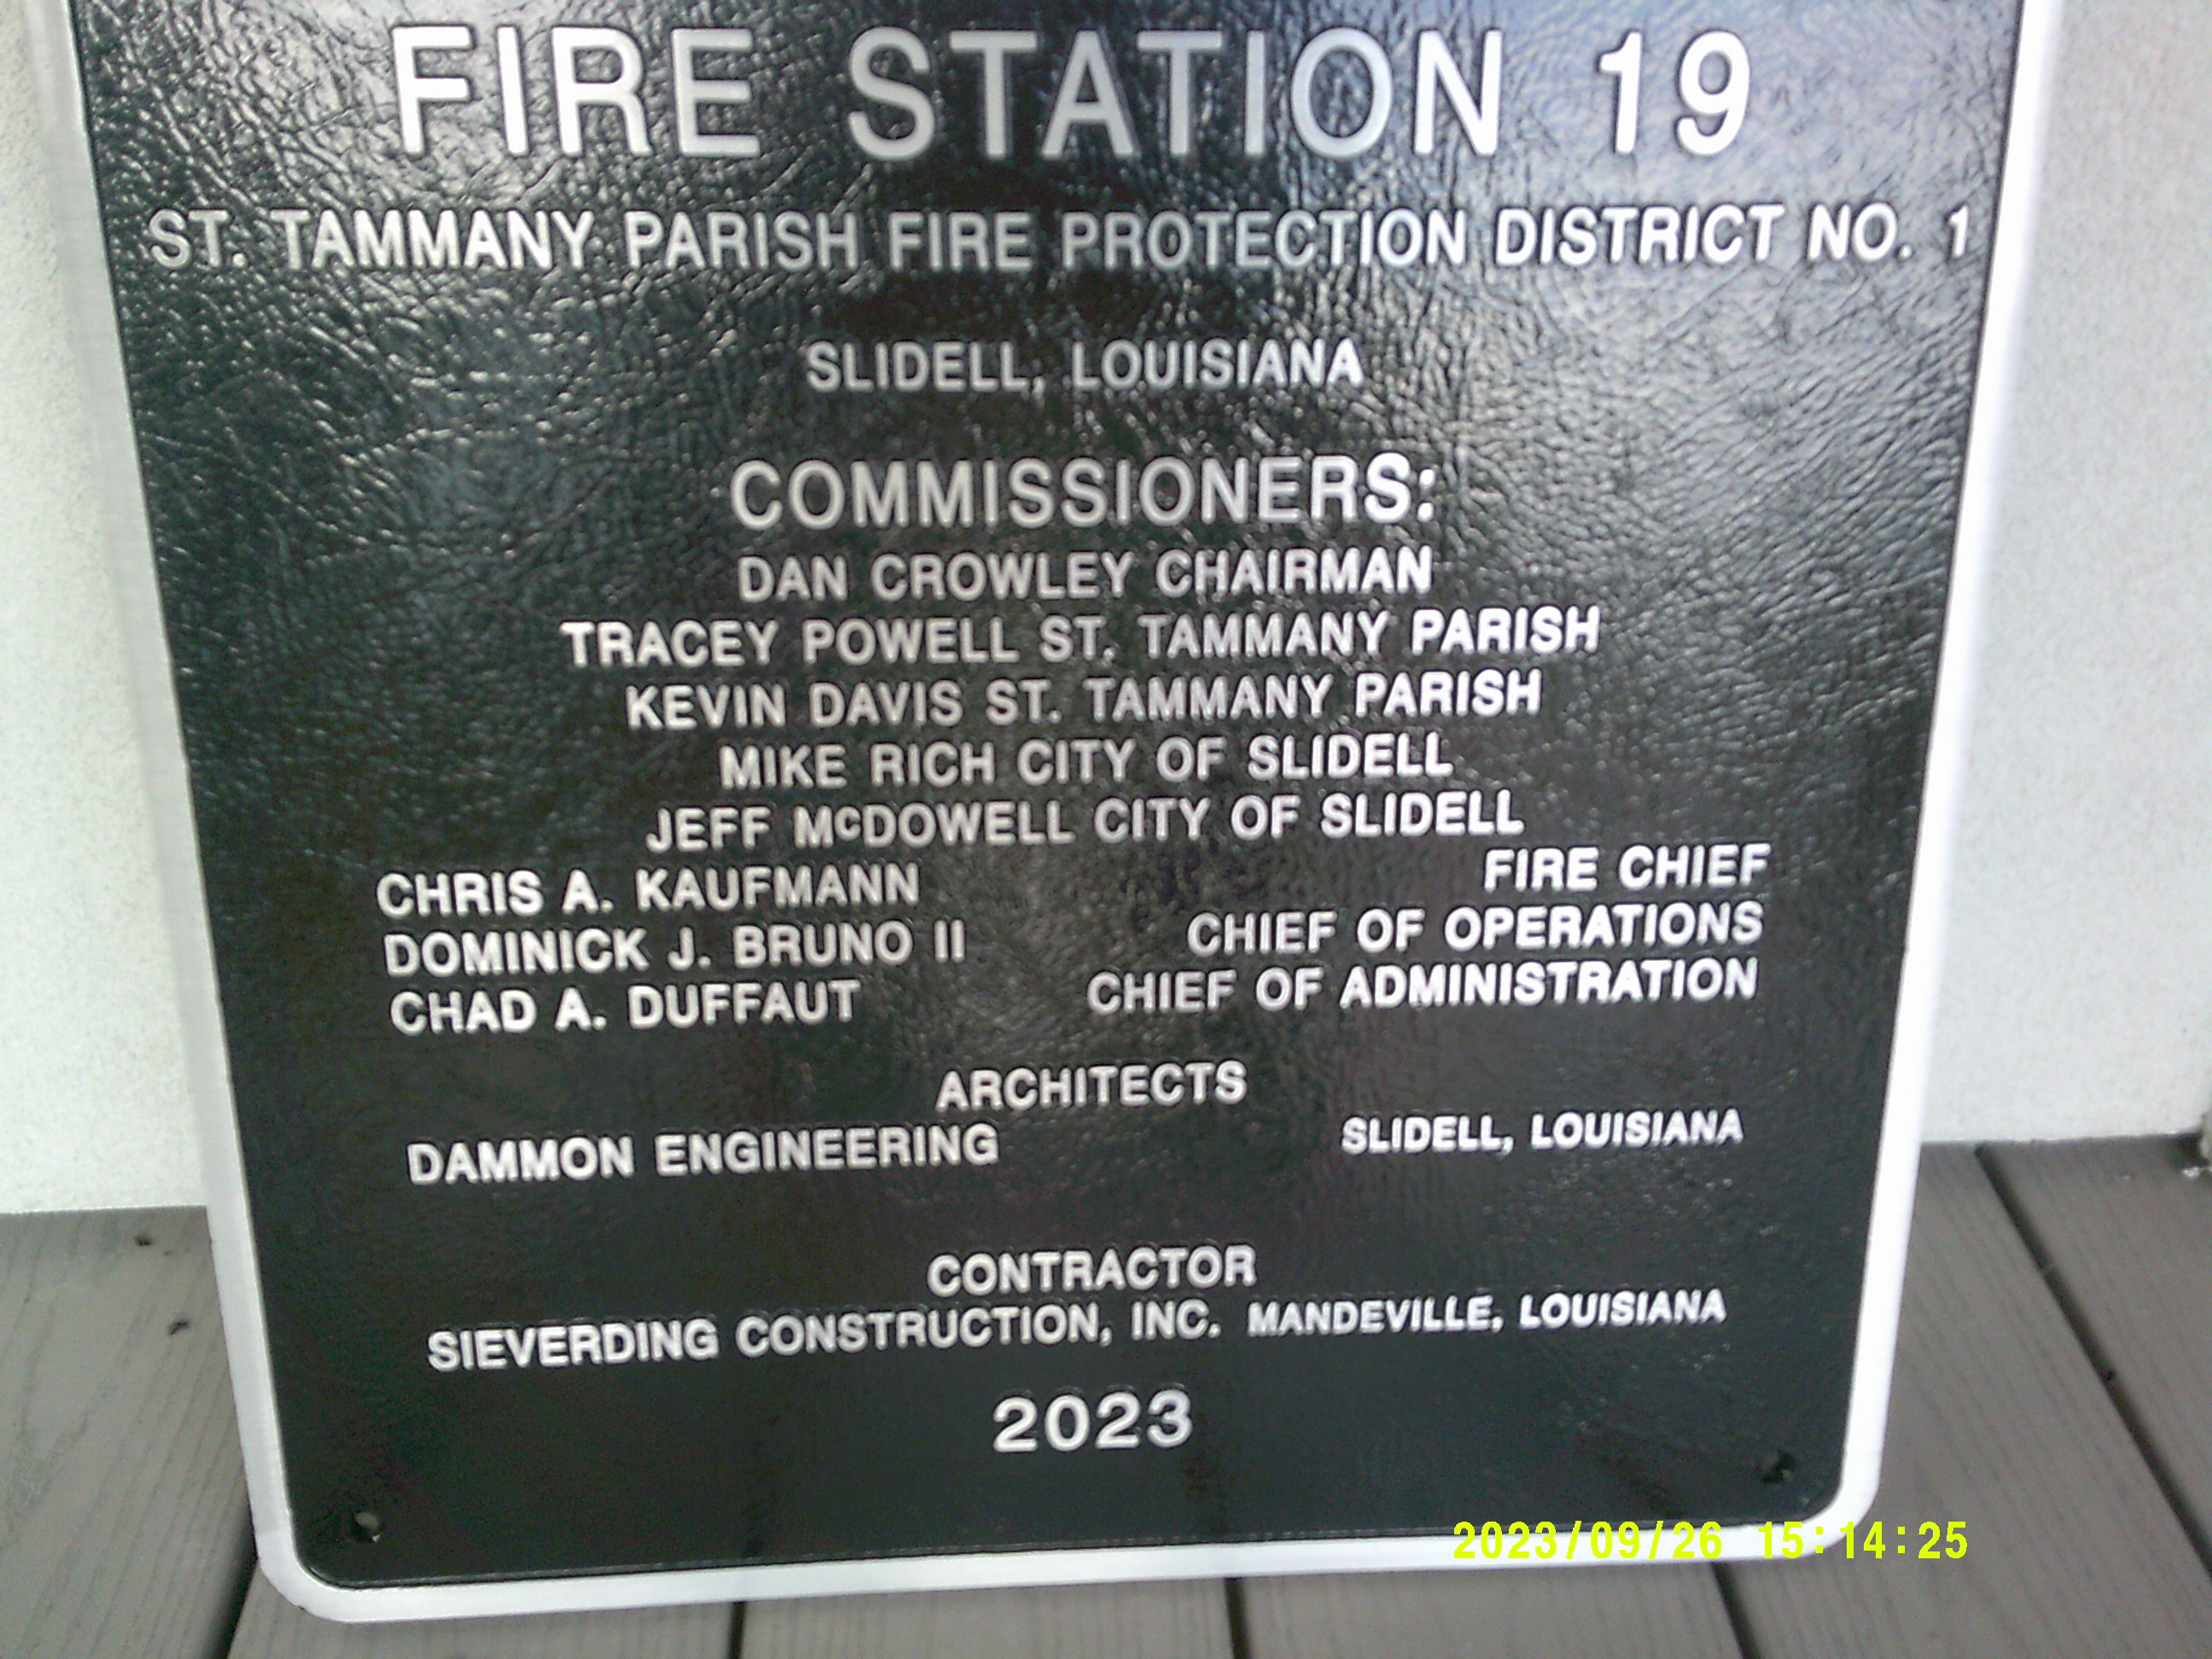 FIRE STATION 19
ST. TAMMANY PARISH FIRE PROTECTION DISTRICT NO. 1
SLIDELL, LOUISIANA
COMMISSIONERS:
DAN CROWLEY CHAIRMAN
TRACEY POWELL ST. TAMMANY PARISH
KEVIN DAVIS ST. TAMMANY PARISH
MIKE RICH CITY OF SLIDELL
JEFF McDOWELL CITY OF SLIDELL
CHRIS A. KAUFMANN FIRE CHIEF
DOMINICK J. BRUNO II CHIEF OF OPERATIONS
CHAD A. DUFFAUT CHIEF OF ADMINISTRATION
ARCHITECTS
DAMMON ENGINEERING SLIDELL, LOUISIANA
CONTRACTOR
SIEVERDING CONSTRUCTION, INC. MANDEVILLE, LOUISIANA
2023
2023/09/26 15:14:25